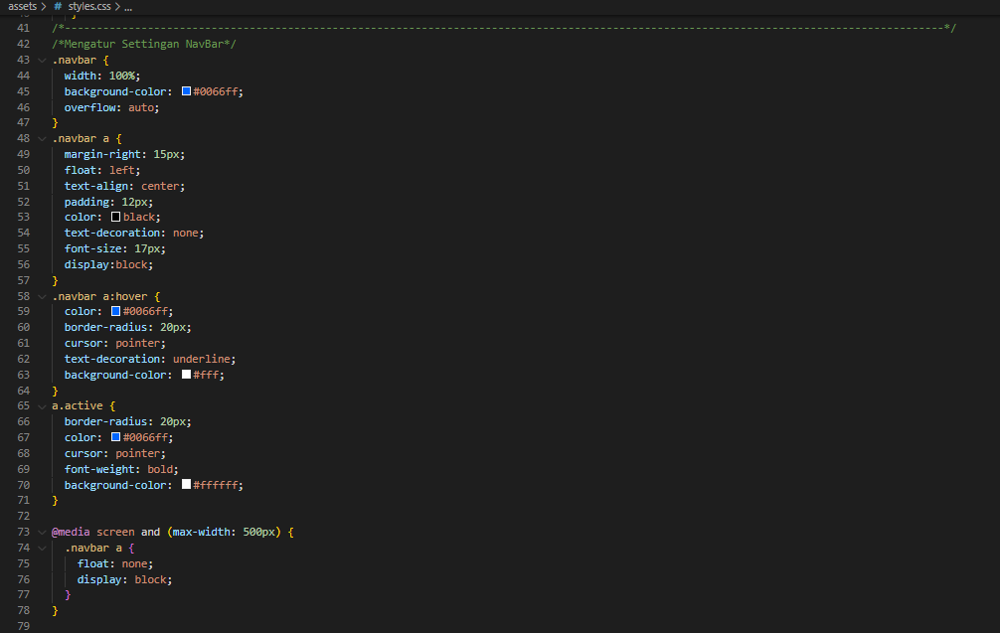 assets > # styles.css > ...
41 /*--------------------------------------------------------------------------------------------------------------------------------------------*/
42 /*Mengatur Settingan NavBar*/
43 .navbar {
44 width: 100%;
45 background-color: #0066ff;
46 overflow: auto;
47 }
48 .navbar a {
49 margin-right: 15px;
50 float: left;
51 text-align: center;
52 padding: 12px;
53 color: black;
54 text-decoration: none;
55 font-size: 17px;
56 display:block;
57 }
58 .navbar a:hover {
59 color: #0066ff;
60 border-radius: 20px;
61 cursor: pointer;
62 text-decoration: underline;
63 background-color: #fff;
64 }
65 a.active {
66 border-radius: 20px;
67 color: #0066ff;
68 cursor: pointer;
69 font-weight: bold;
70 background-color: #ffffff;
71 }
72
73 @media screen and (max-width: 500px) {
74 .navbar a {
75 float: none;
76 display: block;
77 }
78 }
79